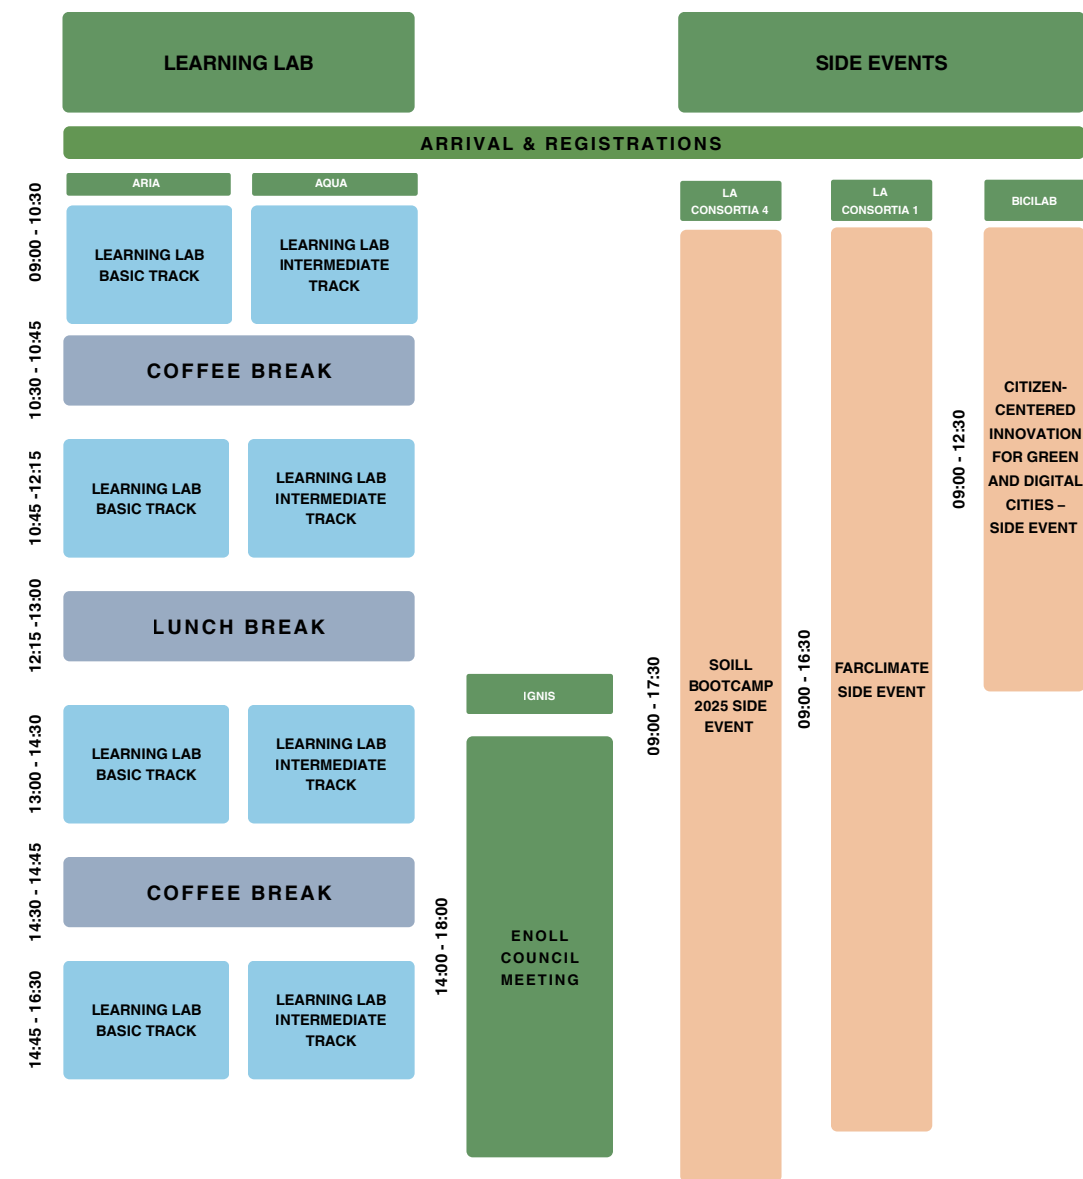 LEARNING LAB
SIDE EVENTS
ARRIVAL & REGISTRATIONS
09:00 - 10:30
ARIA
AQUA
LEARNING LAB
BASIC TRACK
LEARNING LAB
INTERMEDIATE
TRACK
10:30 - 10:45
COFFEE BREAK
10:45 -12:15
LEARNING LAB
BASIC TRACK
LEARNING LAB
INTERMEDIATE
TRACK
12:15 -13:00
LUNCH BREAK
13:00 - 14:30
LEARNING LAB
BASIC TRACK
LEARNING LAB
INTERMEDIATE
TRACK
14:30 - 14:45
COFFEE BREAK
14:45 - 16:30
LEARNING LAB
BASIC TRACK
LEARNING LAB
INTERMEDIATE
TRACK
IGNIS
14:00 - 18:00
ENOLL
COUNCIL
MEETING
LA
CONSORTIA 4
09:00 - 17:30
SOILL
BOOTCAMP
2025 SIDE
EVENT
LA
CONSORTIA 1
09:00 - 16:30
FARCLIMATE
SIDE EVENT
BICILAB
09:00 - 12:30
CITIZEN-
CENTERED
INNOVATION
FOR GREEN
AND DIGITAL
CITIES –
SIDE EVENT